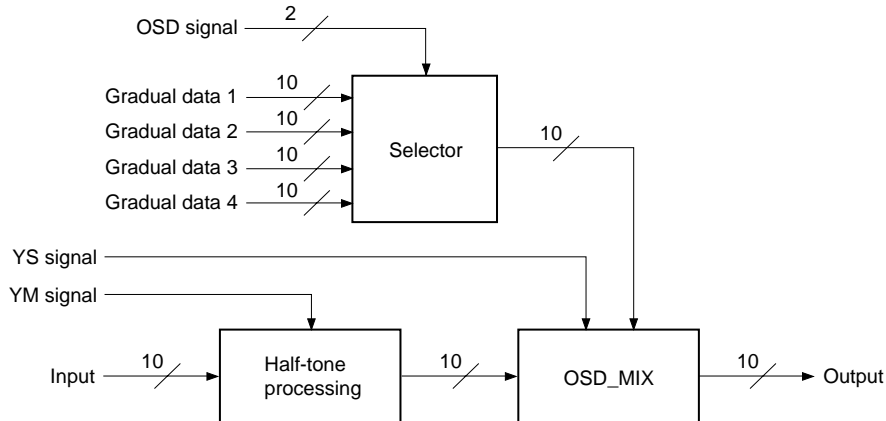 OSD signal
2
Gradual data 1
10
Gradual data 2
10
Gradual data 3
10
Gradual data 4
10
Selector
10
YS signal
YM signal
Input
10
Half-tone
processing
10
OSD_MIX
10
Output